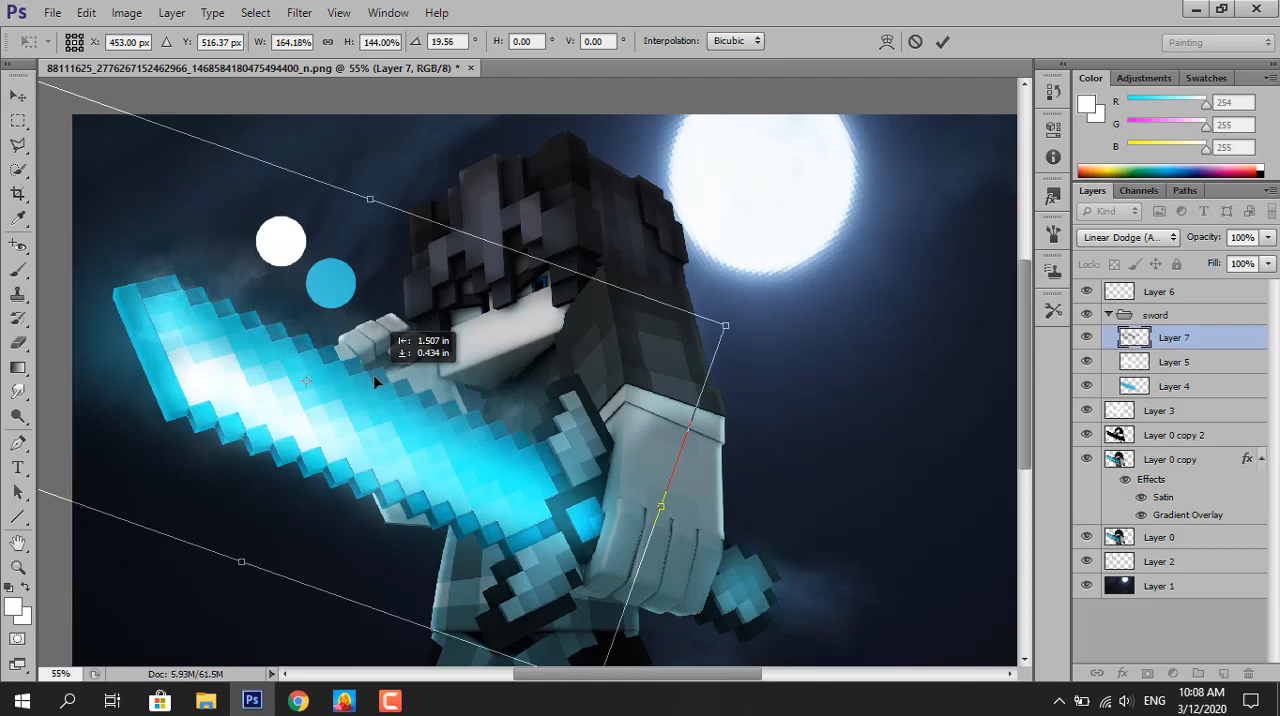 Ps File Edit Image Layer Type Select Filter View Window Help
X: 453.00 px Y: 516.37 px W: 164.18% H: 144.00% 19.56 ° H: 0.00 ° V: 0.00 ° Interpolation: Bicubic Painting
88111625_2776267152462966_1468584180475494400_n.png @ 55% (Layer 7, RGB/8) * ×
Color Adjustments Swatches
R 254
G 255
B 255
Layers Channels Paths
Kind
Linear Dodge (A... Opacity: 100%
Lock: Fill: 100%
Layer 6
sword
Layer 7
Layer 5
Layer 4
Layer 3
Layer 0 copy 2
Layer 0 copy fx
Effects
Satin
Gradient Overlay
Layer 0
Layer 2
Layer 1
: 1.507 in
: 0.434 in
55% Doc: 5.93M/61.5M
Ps ENG 10:08 AM
3/12/2020